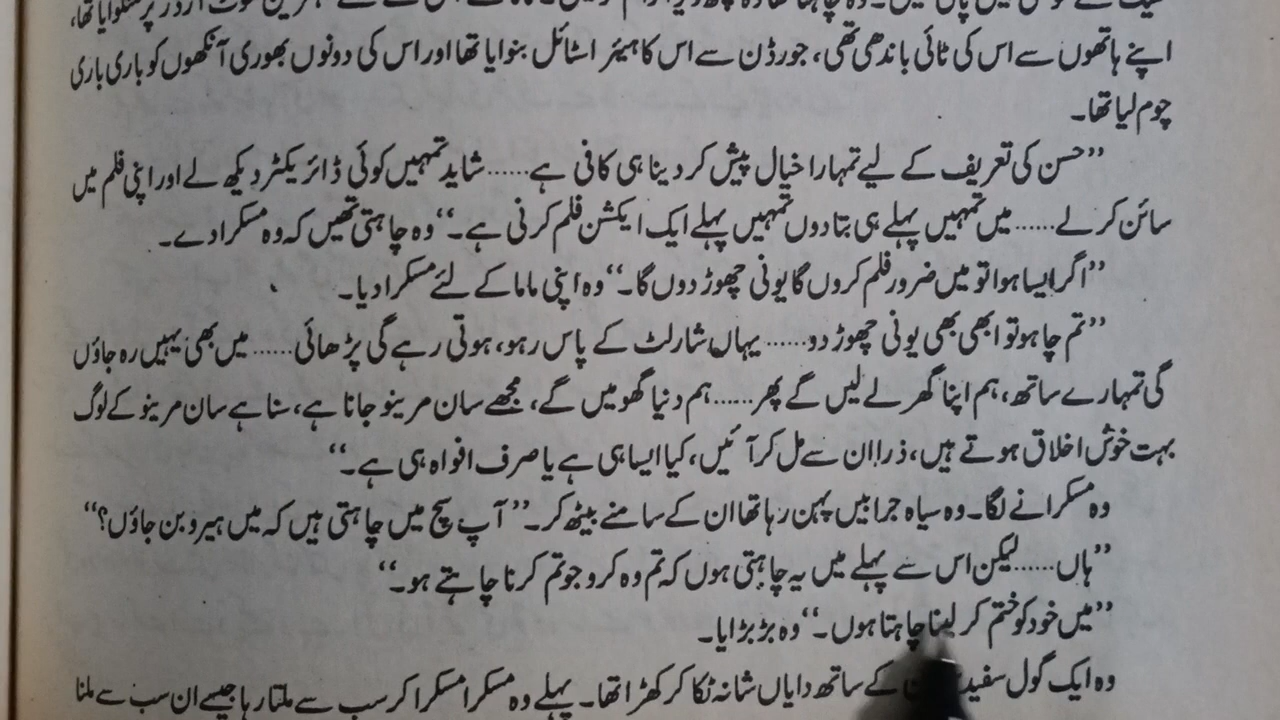 اپنے ہاتھوں سے اس کی ٹائی باندھی تھی، جورڈن سے اس کا ہیئر اسٹائل بنوایا تھا اور اس کی دونوں بھوری آنکھوں کو باری باری
چوم لیا تھا۔
”حسن کی تعریف کے لیے تمہارا خیال پیش کر دینا ہی کافی ہے......شاید تمہیں کوئی ڈائریکٹر دیکھ لے اور اپنی فلم میں
سائن کر لے......میں تمہیں پہلے ہی بتا دوں تمہیں پہلے ایک ایکشن فلم کرنی ہے۔“ وہ چاہتی تھیں کہ وہ مسکرا دے۔
”اگر ایسا ہوا تو میں ضرور فلم کروں گا یونی چھوڑ دوں گا۔“ وہ اپنی ماما کے لئے مسکرا دیا۔
”تم چاہو تو ابھی بھی یونی چھوڑ دو......یہاں شارلٹ کے پاس رہو، ہوتی رہے گی پڑھائی......میں بھی یہیں رہ جاؤں
گی تمہارے ساتھ، ہم اپنا گھر لے لیں گے پھر......ہم دنیا گھومیں گے، مجھے سان مرینو جانا ہے، سنا ہے سان مرینو کے لوگ
بہت خوش اخلاق ہوتے ہیں، ذرا ان سے مل کر آئیں، کیا ایسا ہی ہے یا صرف افواہ ہی ہے۔“
وہ مسکرانے لگا۔ وہ سیاہ جرابیں پہن رہا تھا ان کے سامنے بیٹھ کر۔ ”آپ سچ میں چاہتی ہیں کہ میں ہیرو بن جاؤں؟“
”ہاں......لیکن اس سے پہلے میں یہ چاہتی ہوں کہ تم وہ کرو جو تم کرنا چاہتے ہو۔“
”میں خود کو ختم کر لینا چاہتا ہوں۔“ وہ بڑبڑایا۔
وہ ایک گول سفید کے ساتھ دایاں شانہ ٹکا کر کھڑا تھا۔ پہلے وہ مسکرا مسکرا کر سب سے ملتا رہا جیسے ان سب سے ملنا